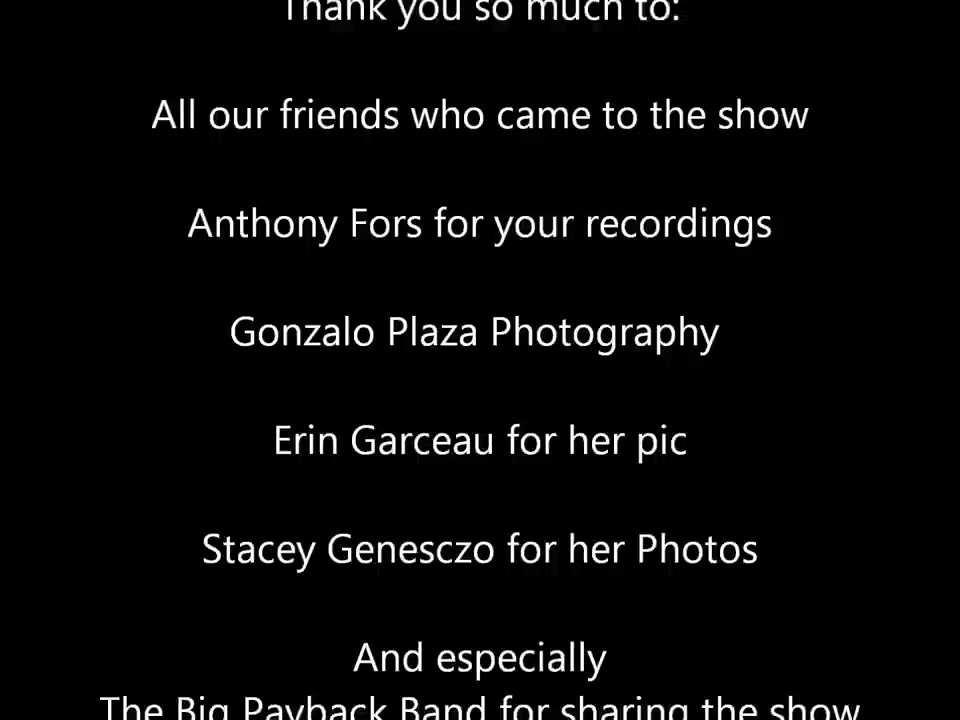 Thank you so much to:
All our friends who came to the show
Anthony Fors for your recordings
Gonzalo Plaza Photography
Erin Garceau for her pic
Stacey Genesczo for her Photos
And especially
The Big Payback Band for sharing the show